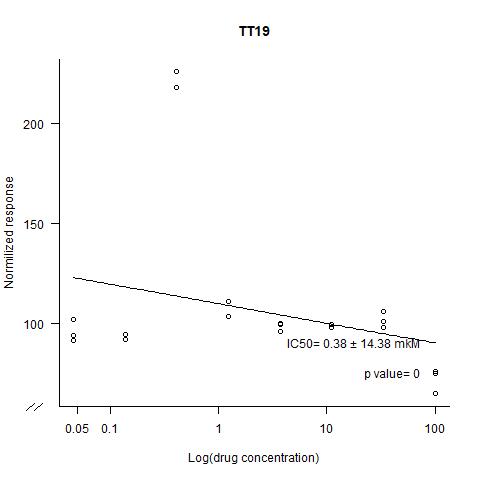 TT19
Normilized response
200
150
100
IC50= 0.38 ± 14.38 mkM
p value= 0
0.05 0.1 1 10 100
Log(drug concentration)